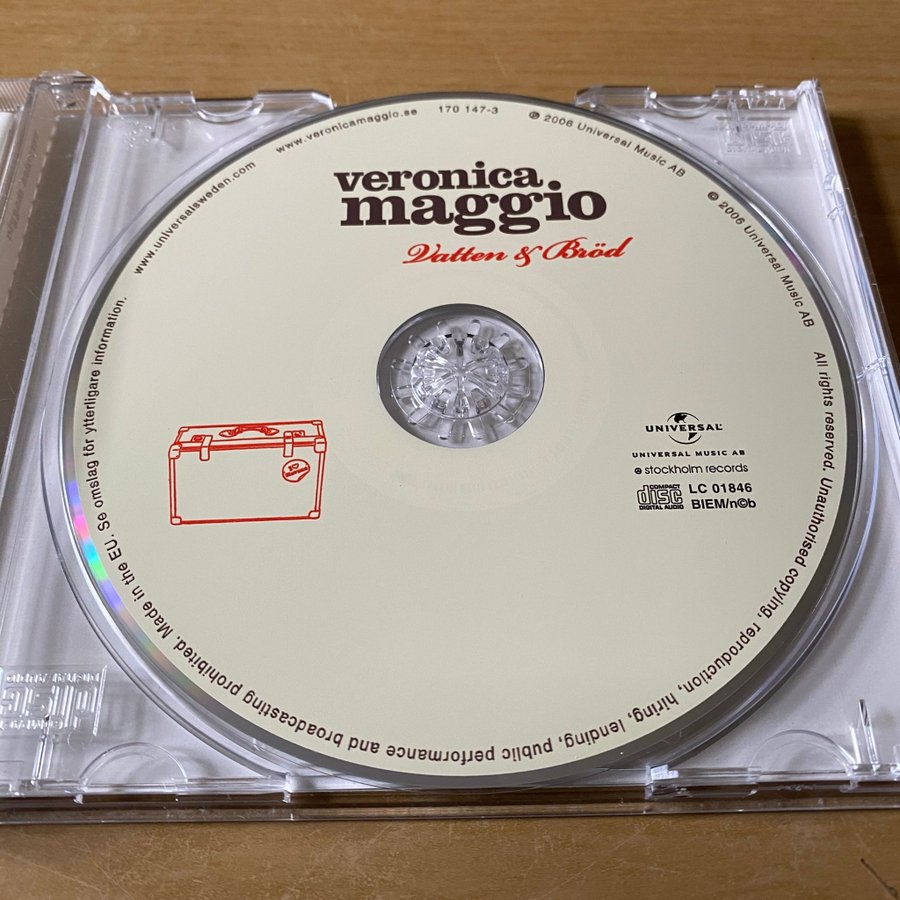 veronica
maggio
Vatten & Bröd
www.universalsweden.com www.veronicamaggio.se 170 147-3 ℗ 2006 Universal Music AB © 2006 Universal Music AB All rights reserved. Unauthorised copying, reproduction, hiring, lending, public performance and broadcasting prohibited. Made in the EU. Se omslag för ytterligare information.
UNIVERSAL
UNIVERSAL MUSIC AB
stockholm records
COMPACT
disc
DIGITAL AUDIO
LC 01846
BIEM/n©b